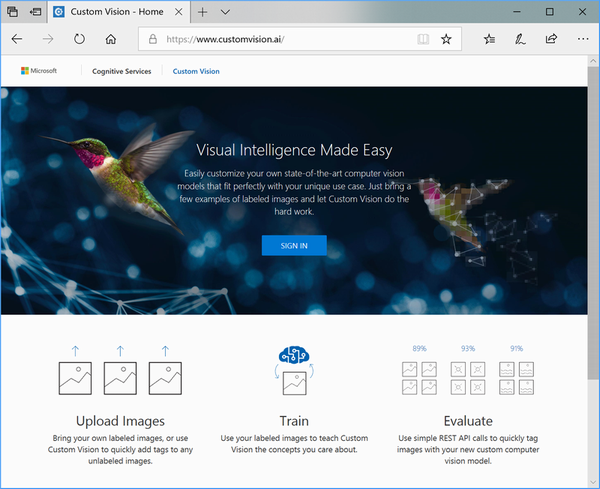 Custom Vision - Home
https://www.customvision.ai/
Microsoft
Cognitive Services
Custom Vision
Visual Intelligence Made Easy
Easily customize your own state-of-the-art computer vision
models that fit perfectly with your unique use case. Just bring a
few examples of labeled images and let Custom Vision do the
hard work.
SIGN IN
89% 93% 91%
Upload Images
Bring your own labeled images, or use
Custom Vision to quickly add tags to any
unlabeled images.
Train
Use your labeled images to teach Custom
Vision the concepts you care about.
Evaluate
Use simple REST API calls to quickly tag
images with your new custom computer
vision model.